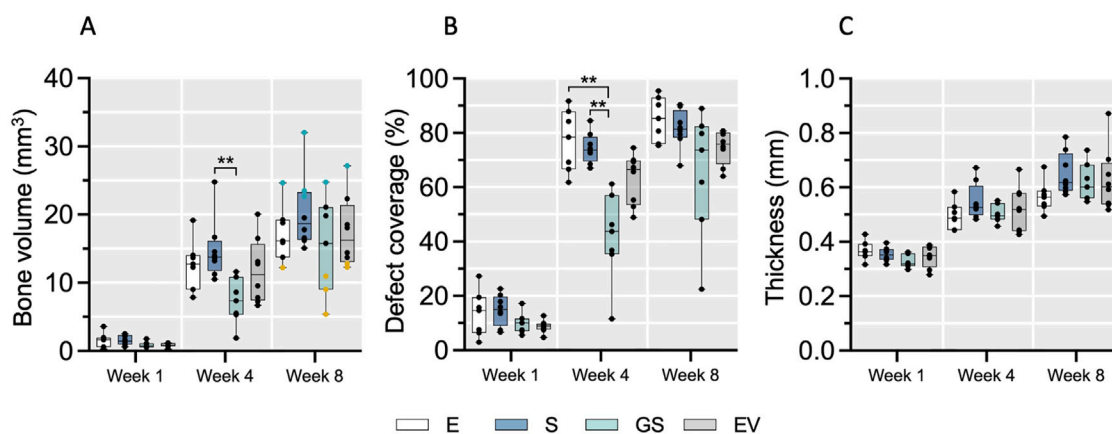 A
B
C
Bone volume (mm³)
40
30
20
10
0
**
Week 1
Week 4
Week 8
Defect coverage (%)
100
80
60
40
20
0
**
**
Week 1
Week 4
Week 8
Thickness (mm)
1.0
0.8
0.6
0.4
0.2
0.0
Week 1
Week 4
Week 8
E S GS EV